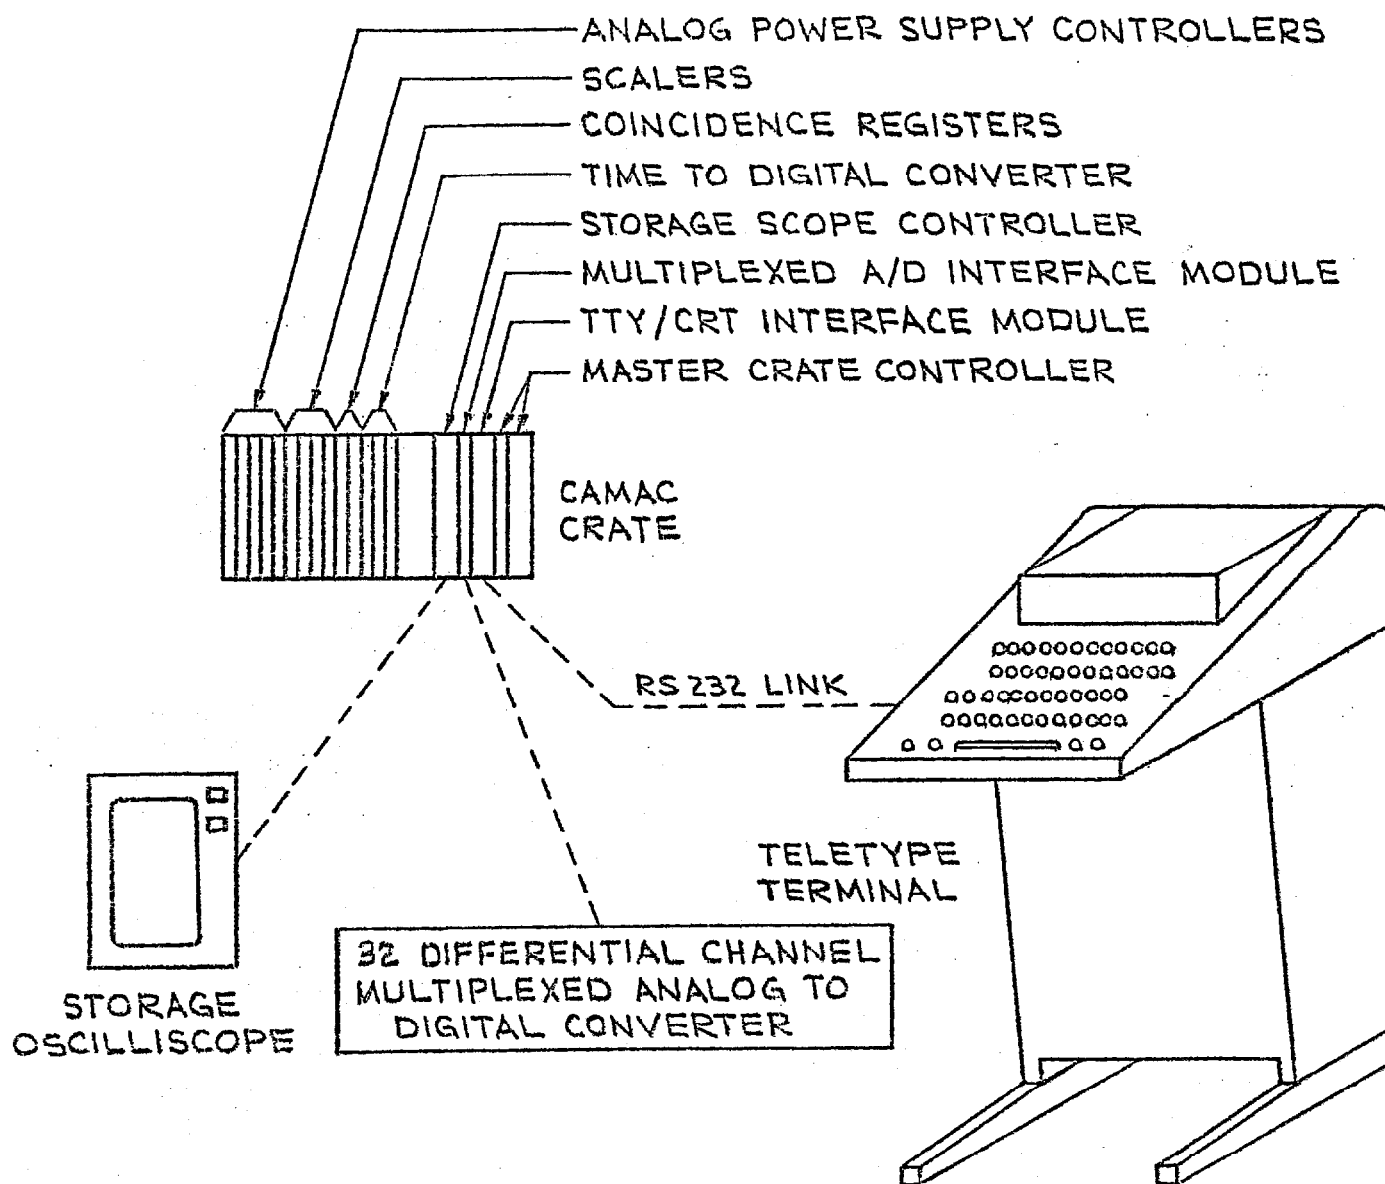 ANALOG POWER SUPPLY CONTROLLERS
SCALERS
COINCIDENCE REGISTERS
TIME TO DIGITAL CONVERTER
STORAGE SCOPE CONTROLLER
MULTIPLEXED A/D INTERFACE MODULE
TTY/CRT INTERFACE MODULE
MASTER CRATE CONTROLLER
CAMAC
CRATE
RS 232 LINK
TELETYPE
TERMINAL
32 DIFFERENTIAL CHANNEL
MULTIPLEXED ANALOG TO
DIGITAL CONVERTER
STORAGE
OSCILLISCOPE